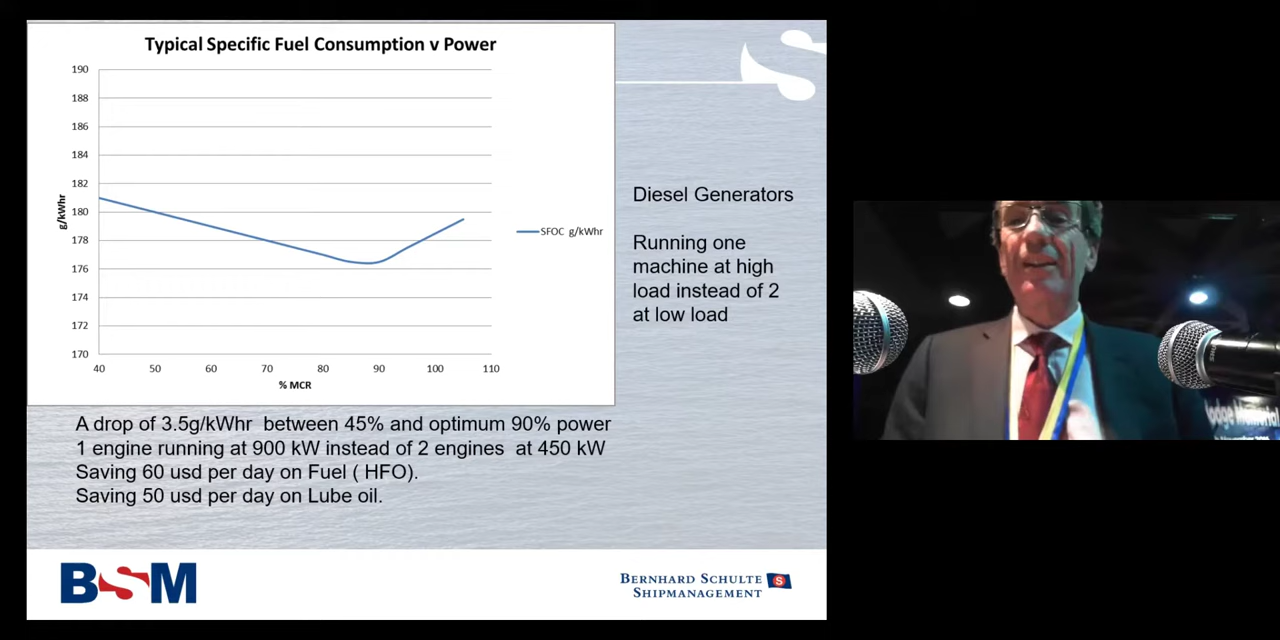 Typical Specific Fuel Consumption v Power
190
188
186
184
182
180
178
176
174
172
170
g/kWhr
40 50 60 70 80 90 100 110
% MCR
SFOC g/kWhr
Diesel Generators
Running one
machine at high
load instead of 2
at low load
A drop of 3.5g/kWhr between 45% and optimum 90% power
1 engine running at 900 kW instead of 2 engines at 450 kW
Saving 60 usd per day on Fuel ( HFO).
Saving 50 usd per day on Lube oil.
BSM
BERNHARD SCHULTE
SHIPMANAGEMENT
S
Memorial